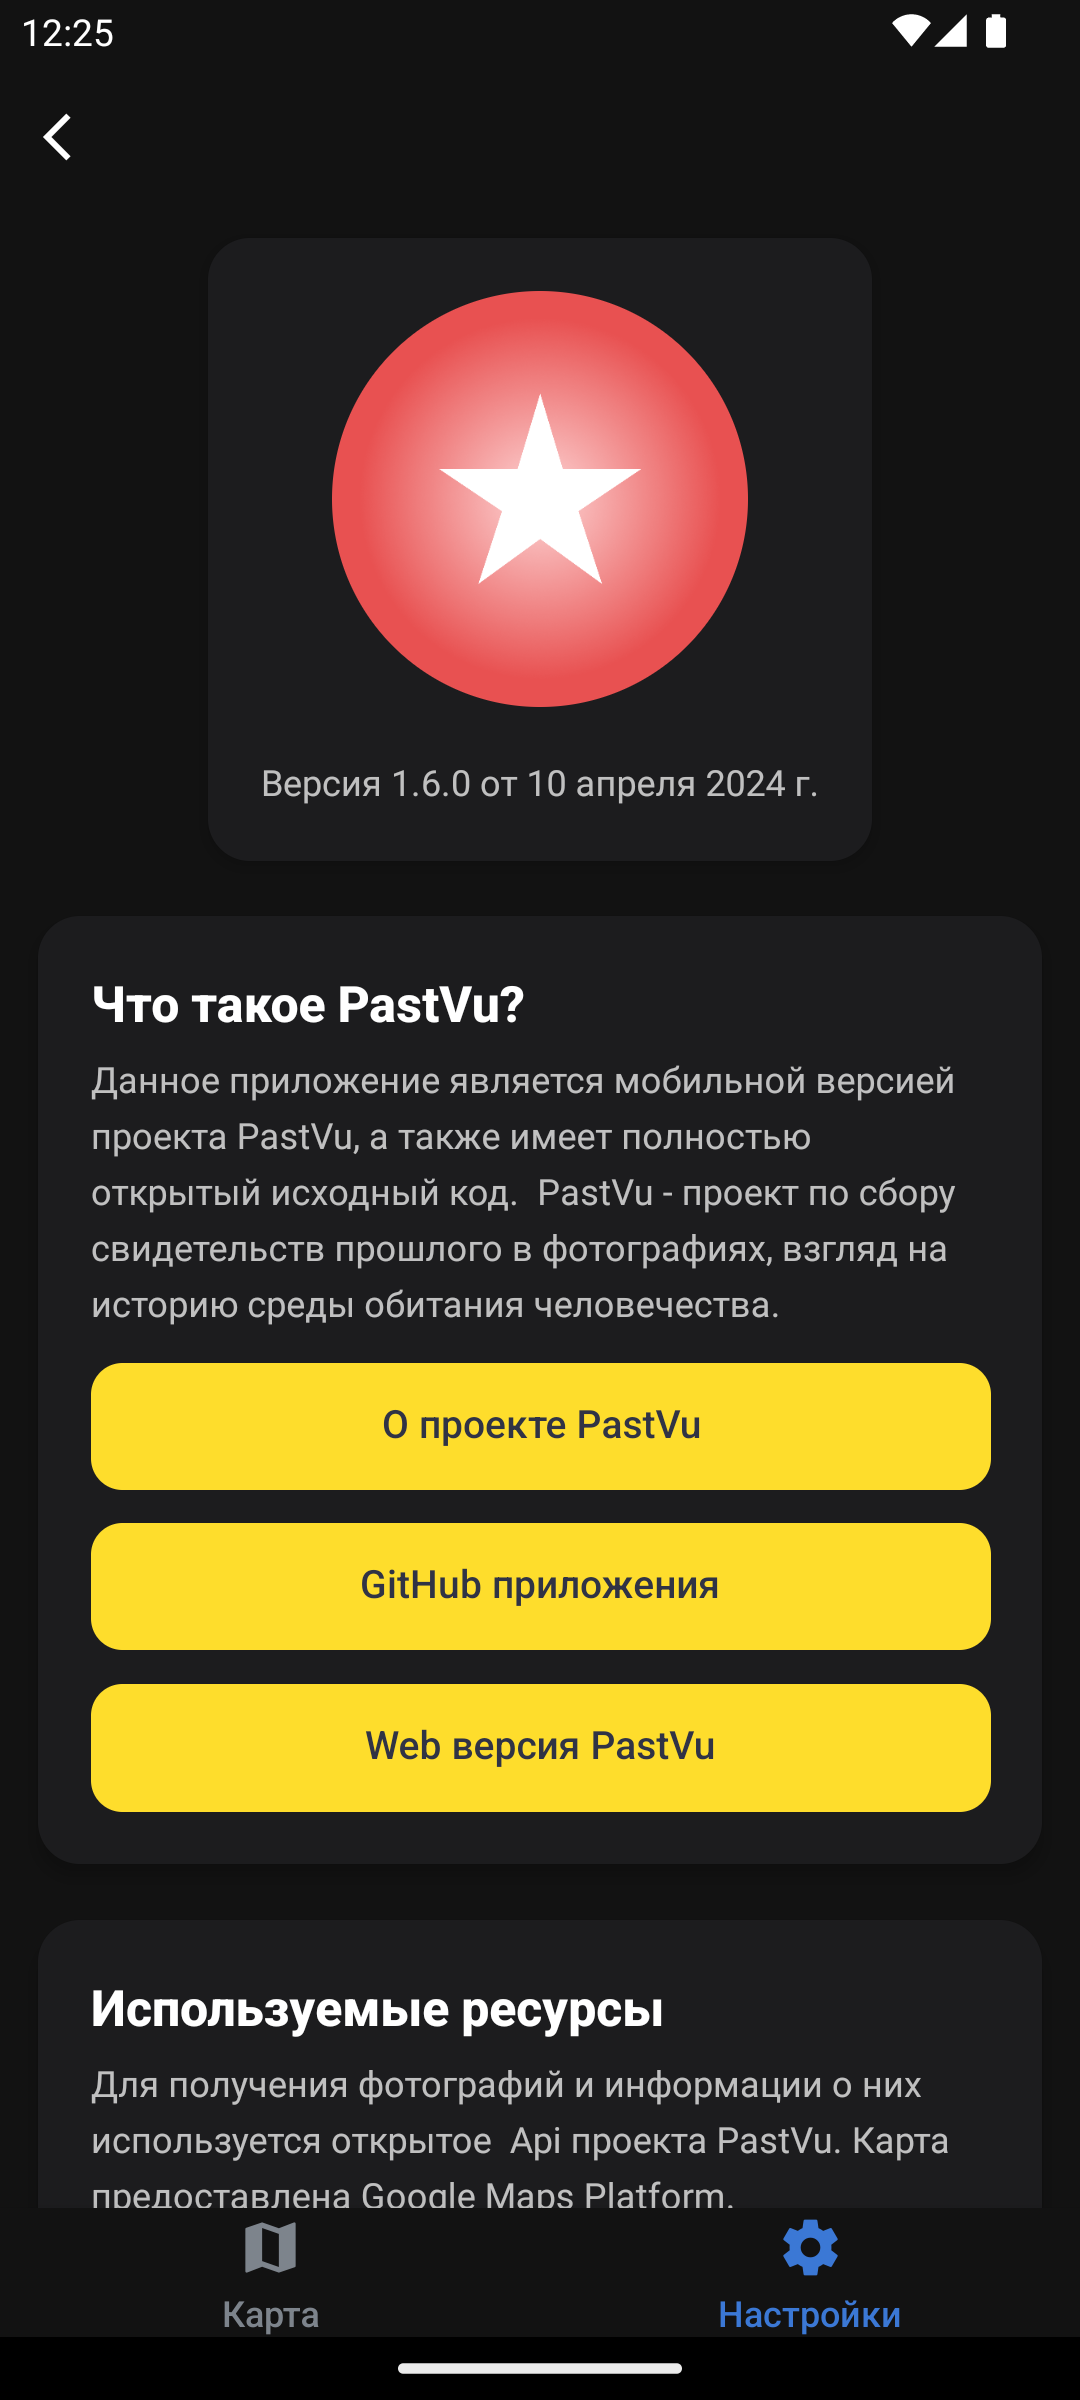 12:25
Версия 1.6.0 от 10 апреля 2024 г.
Что такое PastVu?
Данное приложение является мобильной версией
проекта PastVu, а также имеет полностью
открытый исходный код.  PastVu - проект по сбору
свидетельств прошлого в фотографиях, взгляд на
историю среды обитания человечества.
О проекте PastVu
GitHub приложения
Web версия PastVu
Используемые ресурсы
Для получения фотографий и информации о них
используется открытое  Api проекта PastVu. Карта
предоставлена Google Maps Platform.
Карта
Настройки